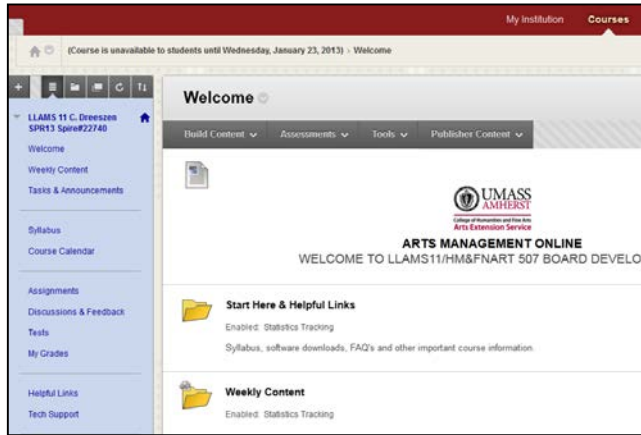 My Institution Courses
(Course is unavailable to students until Wednesday, January 23, 2013) > Welcome
LLAMS 11 C. Dreeszen
SPR13 Spire#22740
Welcome
Weekly Content
Tasks & Announcements
Syllabus
Course Calendar
Assignments
Discussions & Feedback
Tests
My Grades
Helpful Links
Tech Support
Welcome
Build Content Assessments Tools Publisher Content
UMASS
AMHERST
College of Humanities and Fine Arts
Arts Extension Service
ARTS MANAGEMENT ONLINE
WELCOME TO LLAMS11/HM&FNART 507 BOARD DEVELO
Start Here & Helpful Links
Enabled: Statistics Tracking
Syllabus, software downloads, FAQ's and other important course information.
Weekly Content
Enabled: Statistics Tracking